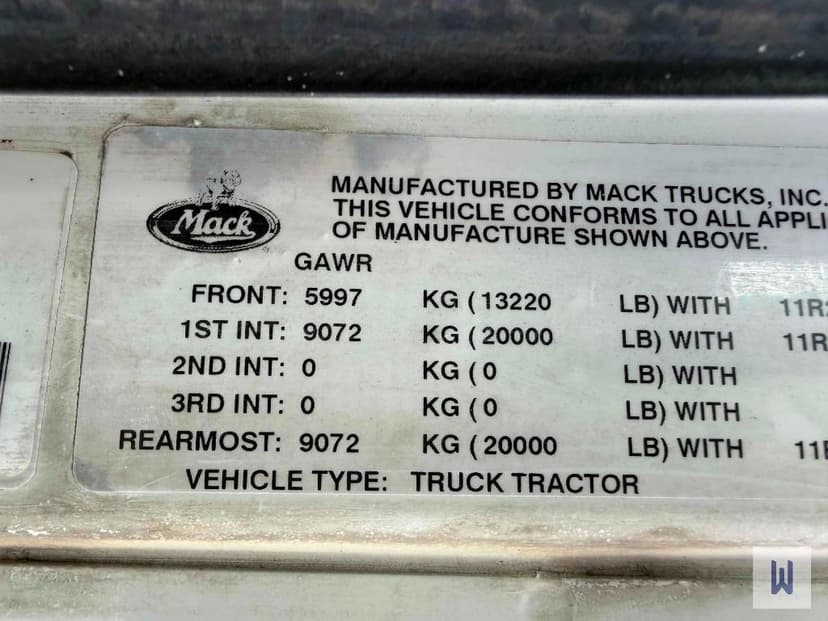 Mack
MANUFACTURED BY MACK TRUCKS, INC.
THIS VEHICLE CONFORMS TO ALL
OF MANUFACTURE SHOWN ABOVE.
GAWR
FRONT: 5997 KG (13220 LB) WITH
1ST INT: 9072 KG (20000 LB) WITH 11R
2ND INT: 0 KG (0 LB) WITH
3RD INT: 0 KG (0 LB) WITH
REARMOST: 9072 KG (20000 LB) WITH
VEHICLE TYPE: TRUCK TRACTOR
W